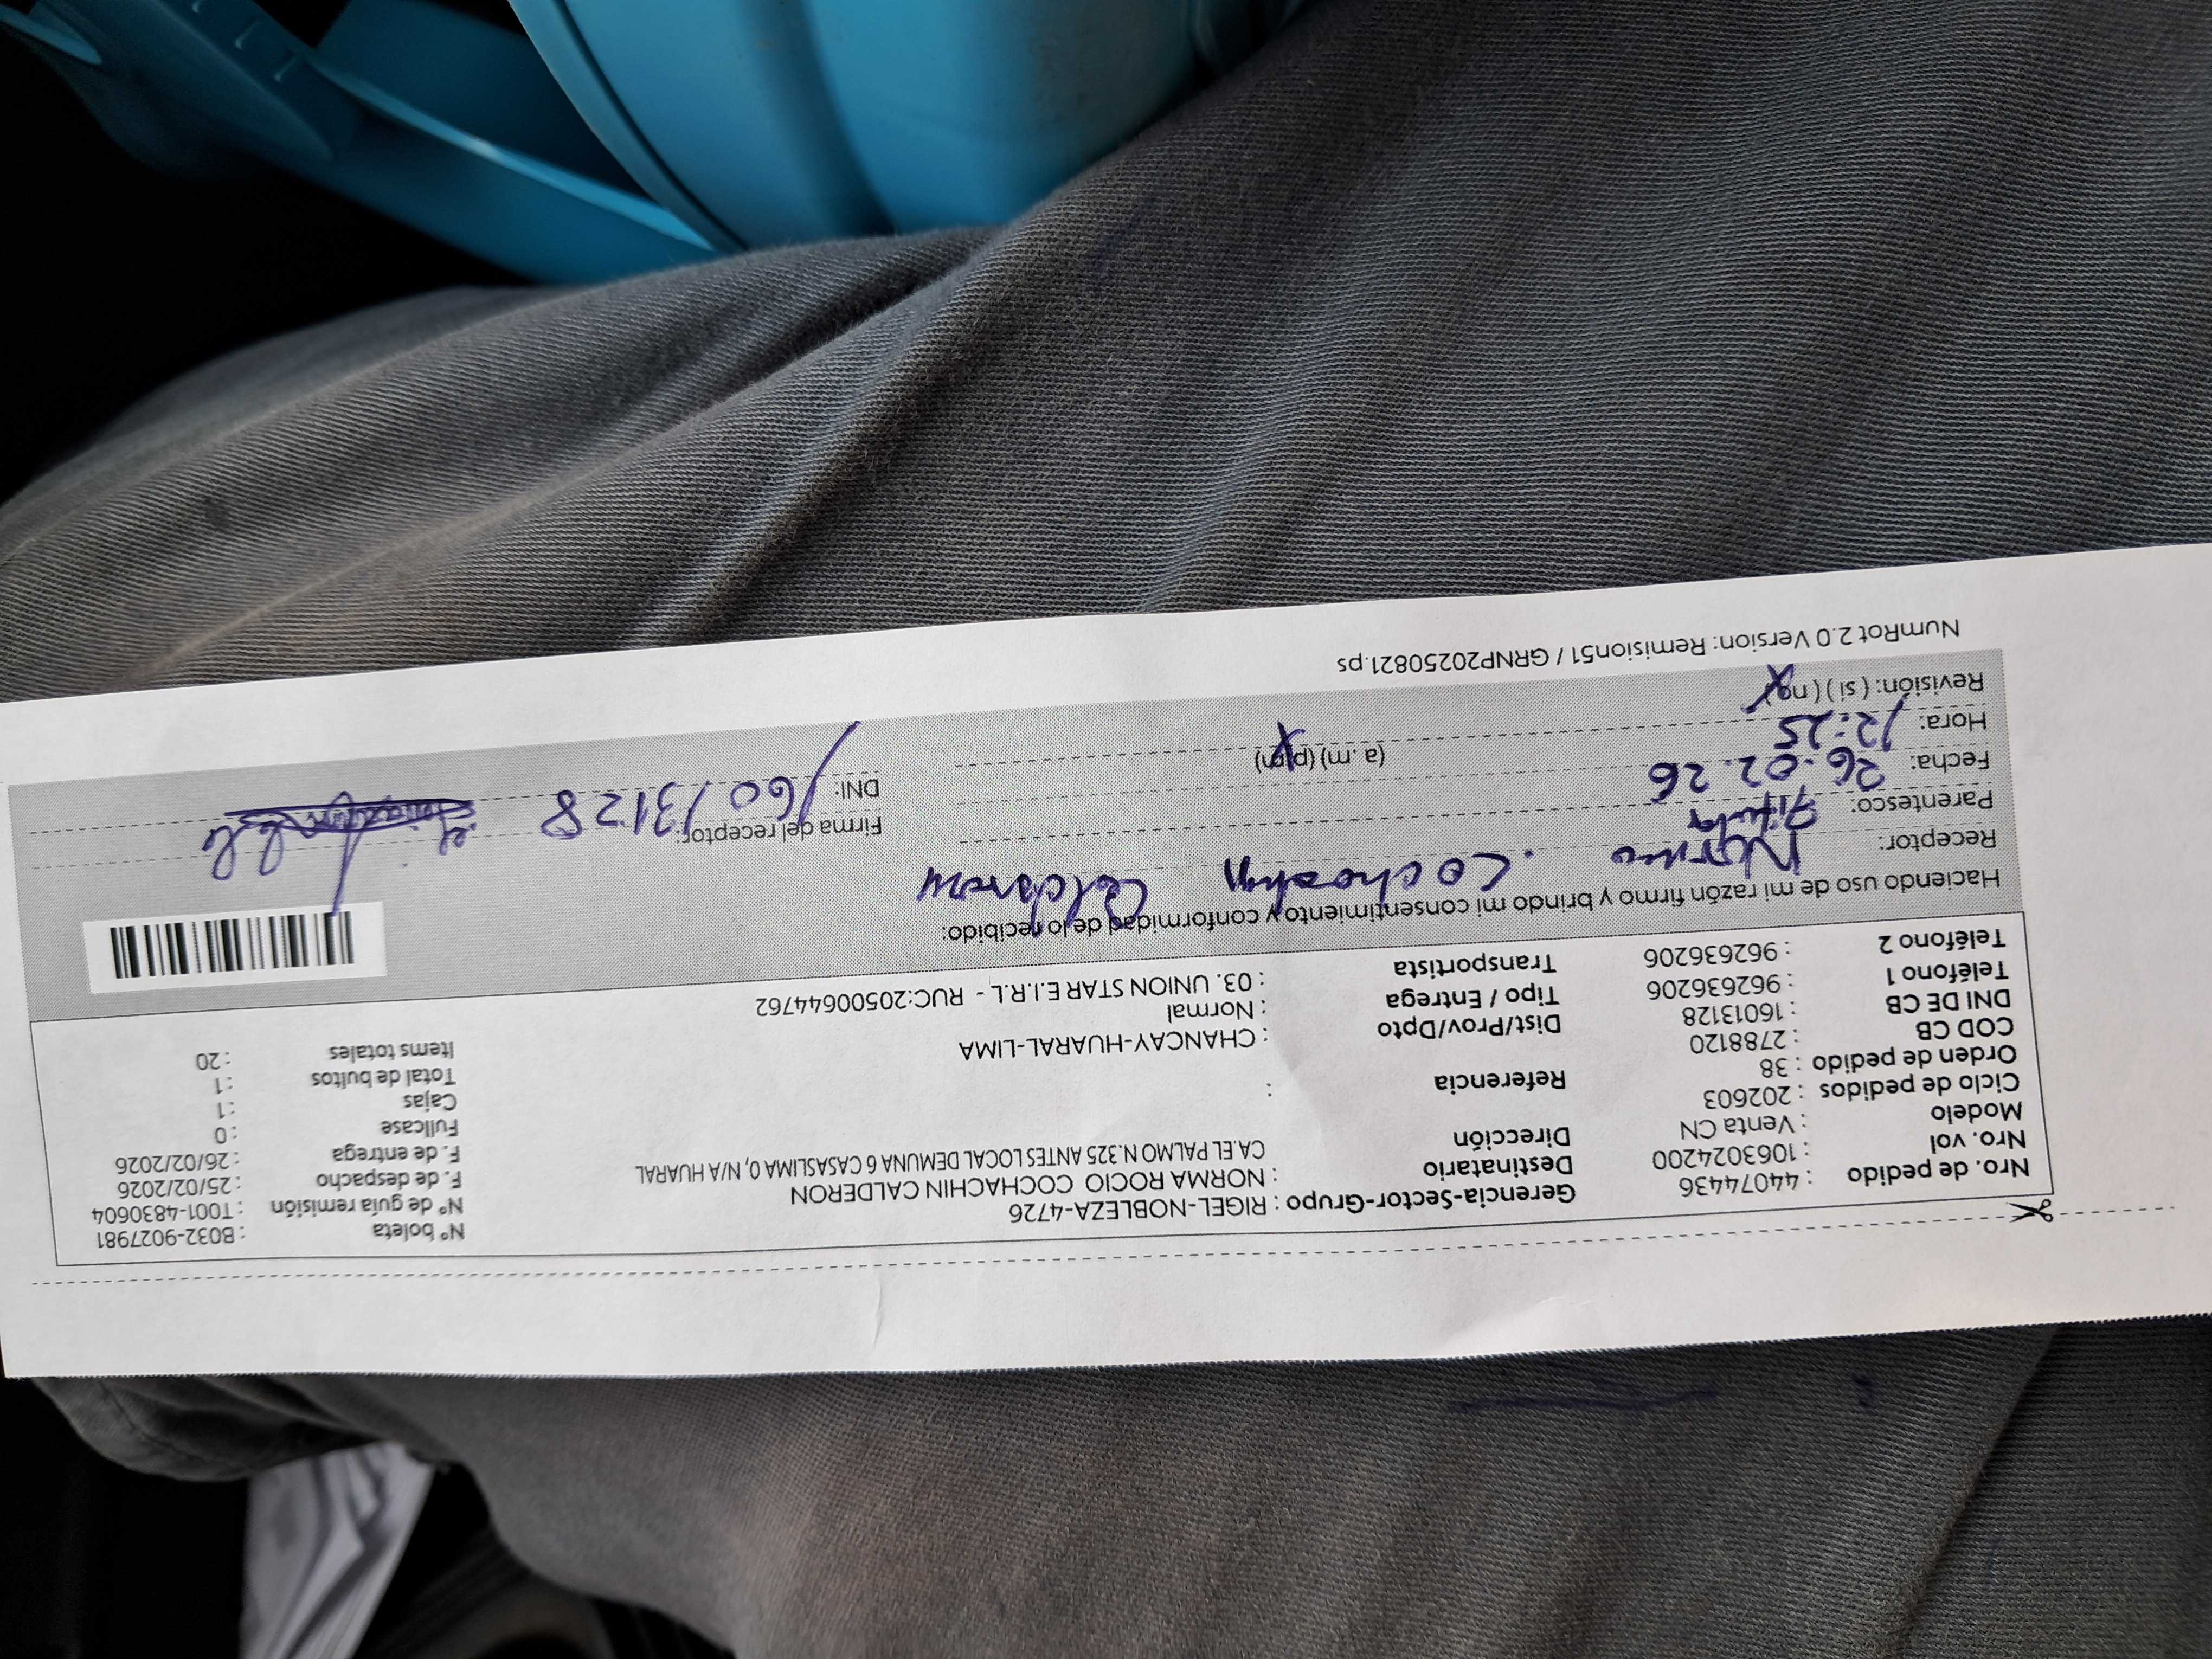 Nro. de pedido : 44074436 Gerencia-Sector-Grupo : RIGEL-NOBLEZA-4726 N° boleta : B032-9027981
Nro. vol : 1063024200 Destinatario : NORMA ROCIO COCHACHIN CALDERON N° de guía remisión : T001-4830604
Modelo : Venta CN Dirección CA.EL PALMO N.325 ANTES LOCAL DEMUNA 6 CASASLIMA 0, N/A HUARAL F. de despacho : 25/02/2026
Ciclo de pedidos : 202603 F. de entrega : 26/02/2026
Orden de pedido : 38 Referencia : Fullcase : 0
COD CB : 2788120 Cajas : 1
DNI DE CB : 16013128 Dist/Prov/Dpto : CHANCAY-HUARAL-LIMA Total de bultos : 1
Teléfono 1 : 962636206 Tipo / Entrega : Normal Items totales : 20
Teléfono 2 : 962636206 Transportista : 03. UNION STAR E.I.R.L - RUC:20500644762
Haciendo uso de mi razón firmo y brindo mi consentimiento y conformidad de lo recibido:
Receptor: Norma Cochachin Calderon
Parentesco: Titular Firma del receptor:
Fecha: 26.02.26 DNI: 16013128
Hora: 12:25 (a.m) (p.m)
Revisión: ( si ) ( no )
NumRot 2.0 Version: Remision51 / GRNP20250821.ps